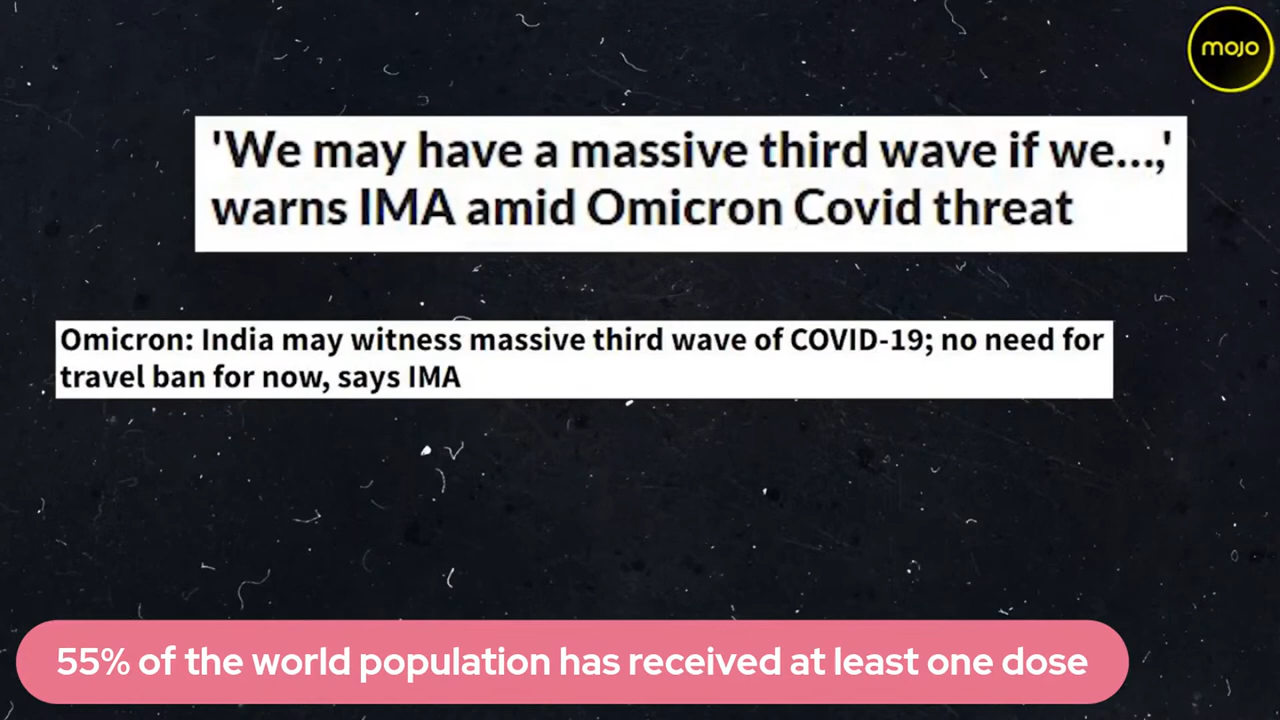 mojo
'We may have a massive third wave if we...,'
warns IMA amid Omicron Covid threat
Omicron: India may witness massive third wave of COVID-19; no need for
travel ban for now, says IMA
55% of the world population has received at least one dose